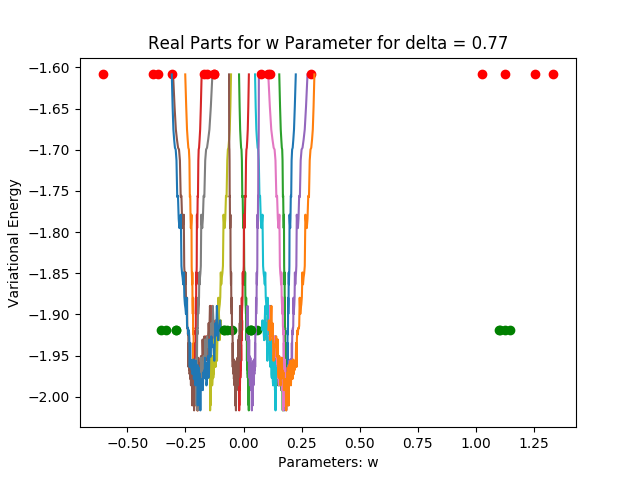 Real Parts for w Parameter for delta = 0.77
−1.60
−1.65
−1.70
−1.75
−1.80
−1.85
−1.90
−1.95
−2.00
Variational Energy
−0.50 −0.25 0.00 0.25 0.50 0.75 1.00 1.25
Parameters: w